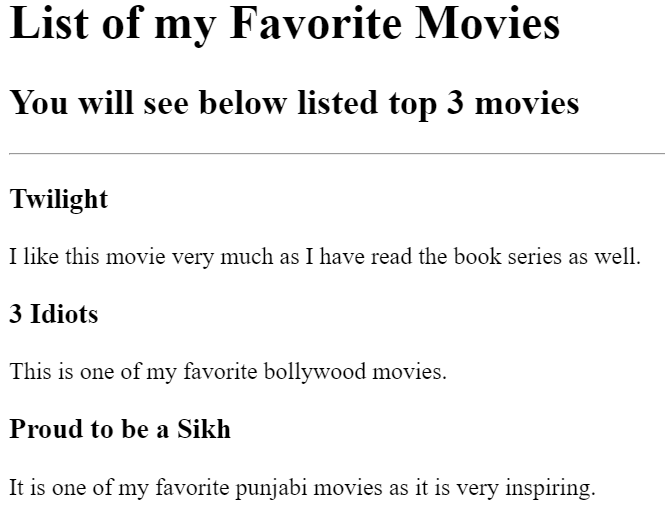 List of my Favorite Movies
You will see below listed top 3 movies
Twilight
I like this movie very much as I have read the book series as well.
3 Idiots
This is one of my favorite bollywood movies.
Proud to be a Sikh
It is one of my favorite punjabi movies as it is very inspiring.